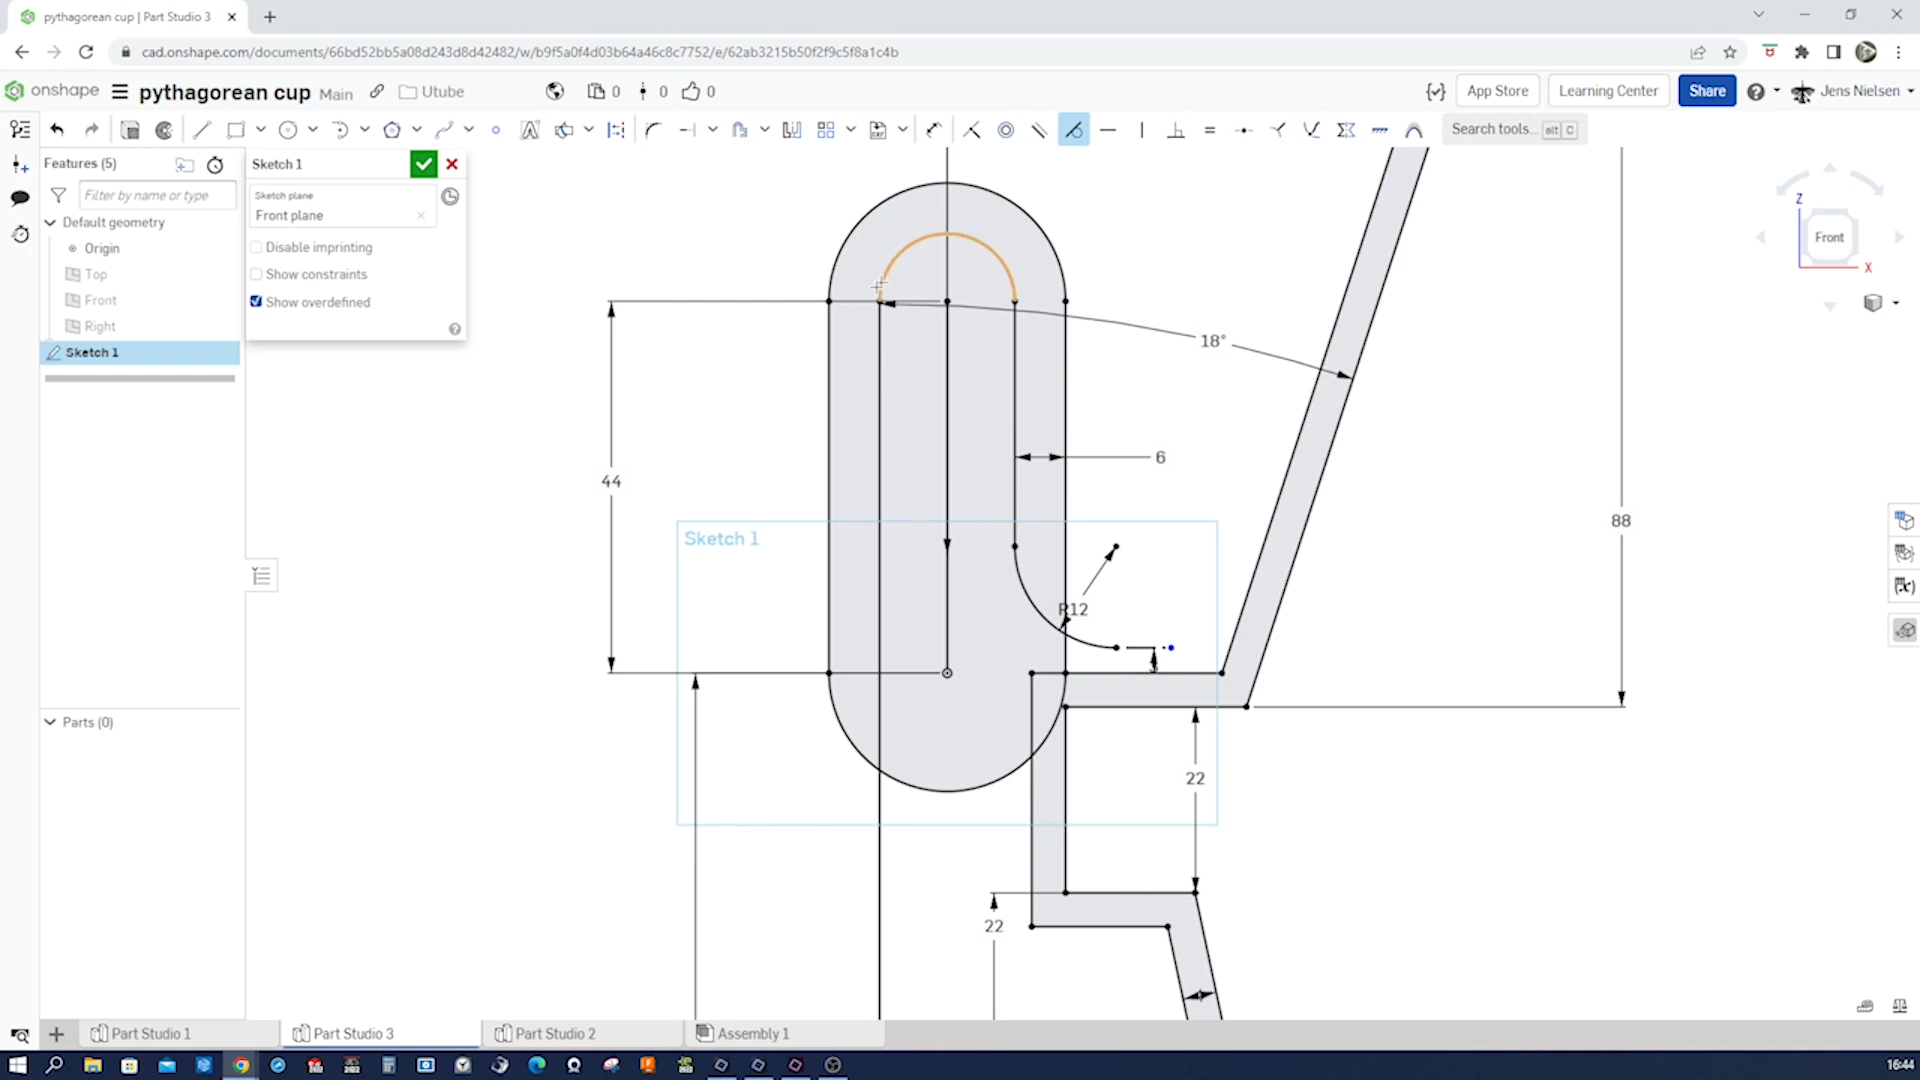 pythagorean cup | Part Studio 3
cad.onshape.com/documents/66bd52bb5a08d243d8d42482/w/b9f5a0f4d03b64a46c8c7752/e/62ab3215b50f2f9c5f8a1c4b
onshape pythagorean cup Main Utube 0 0 0 App Store Learning Center Share Jens Nielsen
Search tools... alt C
Features (5)
Filter by name or type
Default geometry
Origin
Top
Front
Right
Sketch 1
Parts (0)
Sketch 1
Sketch plane
Front plane
Disable imprinting
Show constraints
Show overdefined
18°
44
6
88
Sketch 1
R12
22
22
Z
Front
X
(x)
Part Studio 1
Part Studio 3
Part Studio 2
Assembly 1
16:44